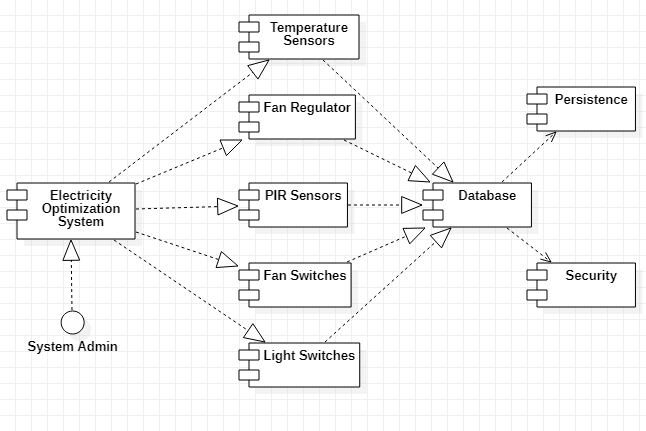 Temperature
Sensors
Fan Regulator
Persistence
Electricity
Optimization
System
PIR Sensors
Database
Fan Switches
Security
System Admin
Light Switches